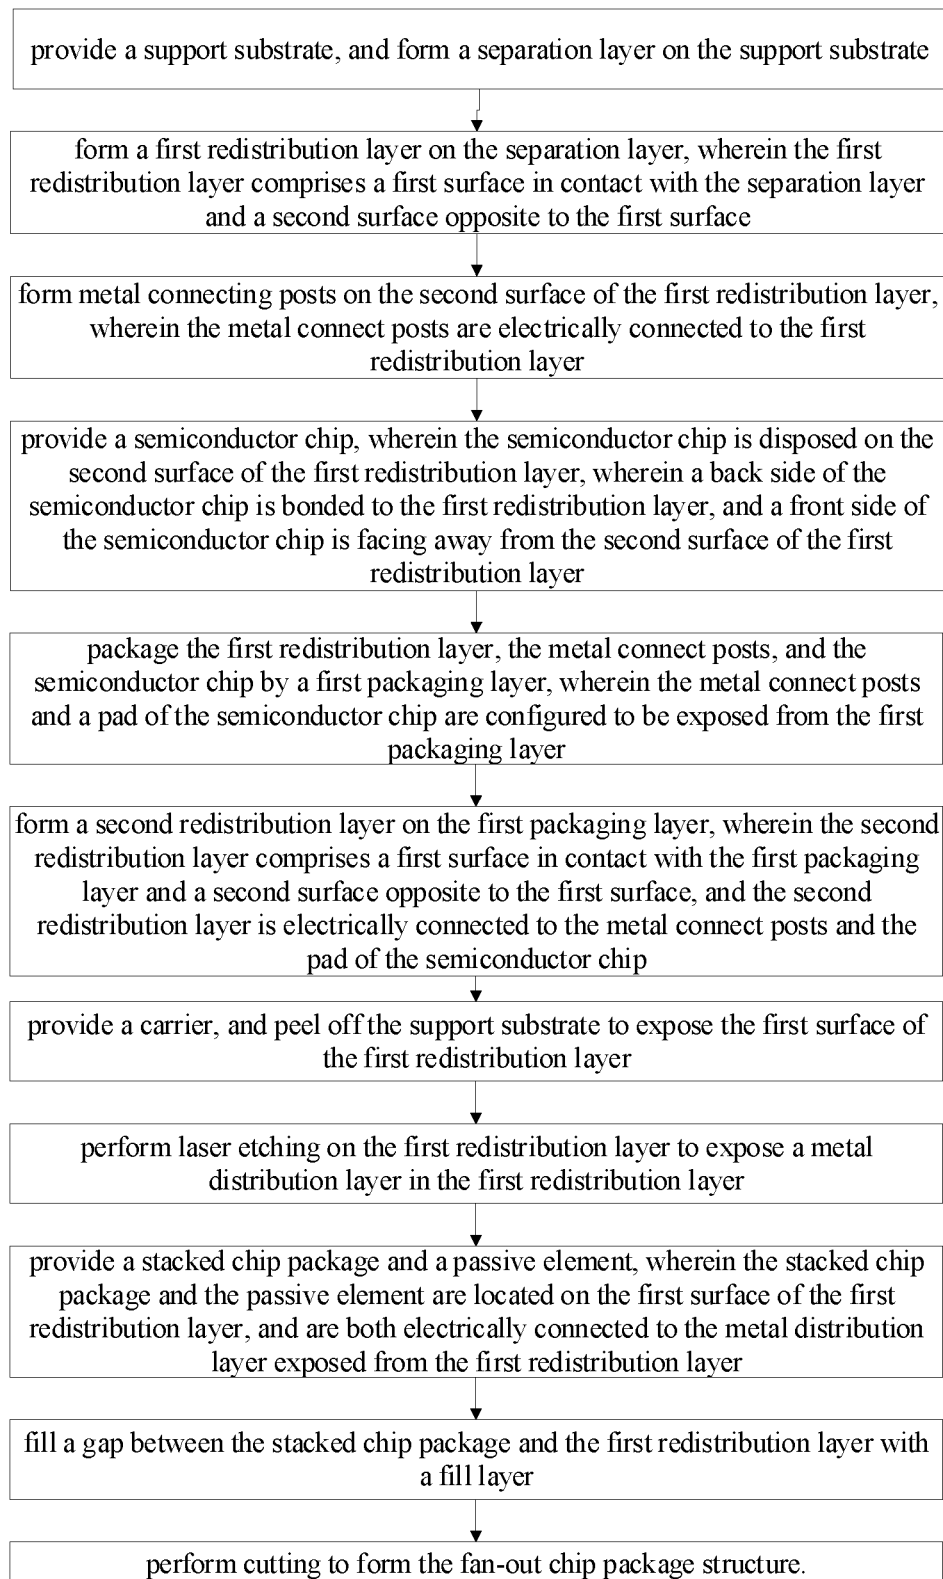 provide a support substrate, and form a separation layer on the support substrate
form a first redistribution layer on the separation layer, wherein the first
redistribution layer comprises a first surface in contact with the separation layer
and a second surface opposite to the first surface
form metal connecting posts on the second surface of the first redistribution layer,
wherein the metal connect posts are electrically connected to the first
redistribution layer
provide a semiconductor chip, wherein the semiconductor chip is disposed on the
second surface of the first redistribution layer, wherein a back side of the
semiconductor chip is bonded to the first redistribution layer, and a front side of
the semiconductor chip is facing away from the second surface of the first
redistribution layer
package the first redistribution layer, the metal connect posts, and the
semiconductor chip by a first packaging layer, wherein the metal connect posts
and a pad of the semiconductor chip are configured to be exposed from the first
packaging layer
form a second redistribution layer on the first packaging layer, wherein the second
redistribution layer comprises a first surface in contact with the first packaging
layer and a second surface opposite to the first surface, and the second
redistribution layer is electrically connected to the metal connect posts and the
pad of the semiconductor chip
provide a carrier, and peel off the support substrate to expose the first surface of
the first redistribution layer
perform laser etching on the first redistribution layer to expose a metal
distribution layer in the first redistribution layer
provide a stacked chip package and a passive element, wherein the stacked chip
package and the passive element are located on the first surface of the first
redistribution layer, and are both electrically connected to the metal distribution
layer exposed from the first redistribution layer
fill a gap between the stacked chip package and the first redistribution layer with
a fill layer
perform cutting to form the fan-out chip package structure.